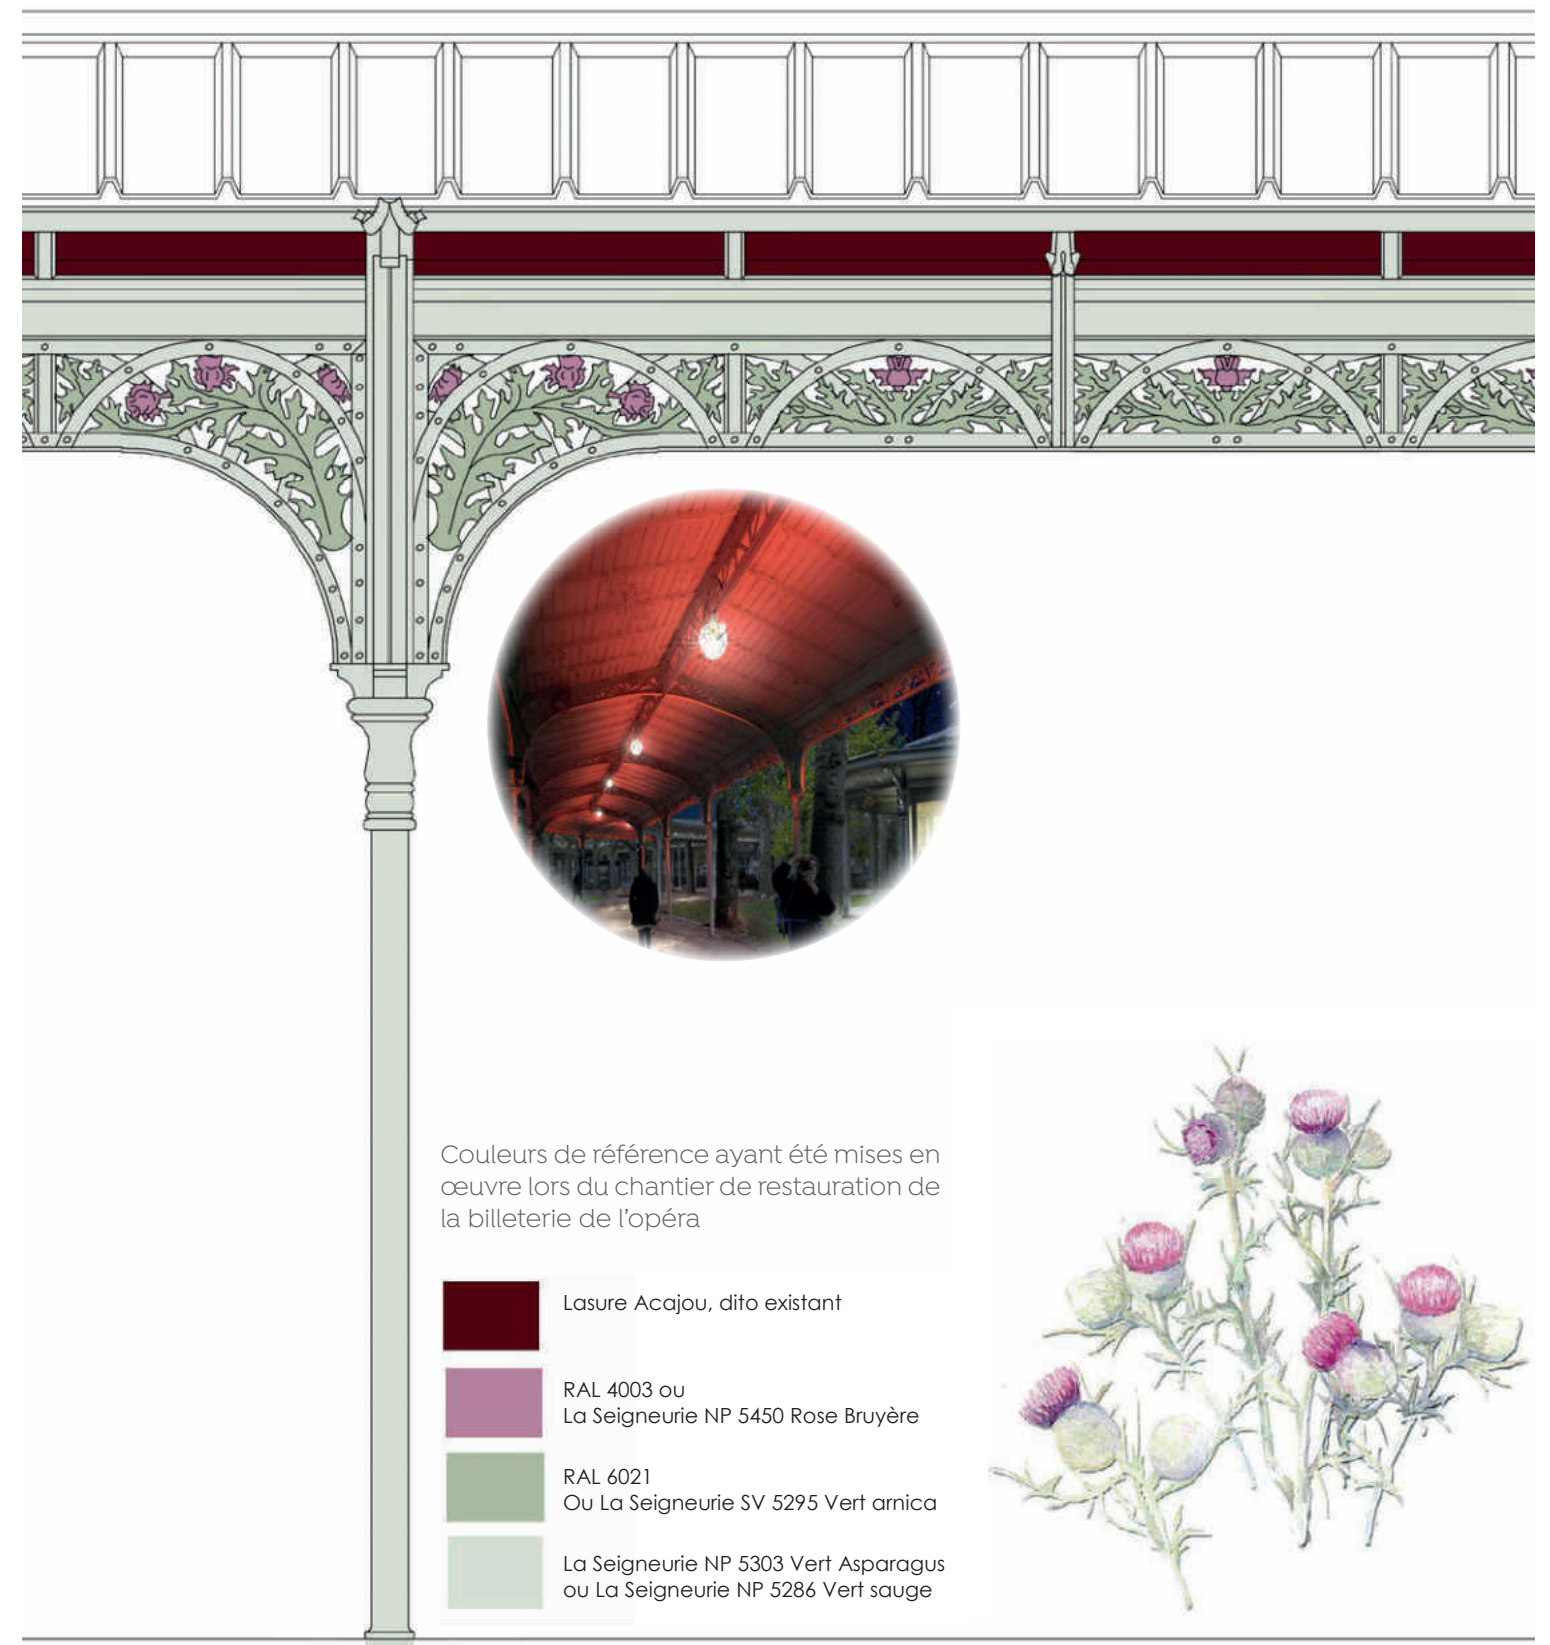 Couleurs de référence ayant été mises en
œuvre lors du chantier de restauration de
la billeterie de l'opéra
Lasure Acajou, dito existant
RAL 4003 ou
La Seigneurie NP 5450 Rose Bruyère
RAL 6021
Ou La Seigneurie SV 5295 Vert arnica
La Seigneurie NP 5303 Vert Asparagus
ou La Seigneurie NP 5286 Vert sauge